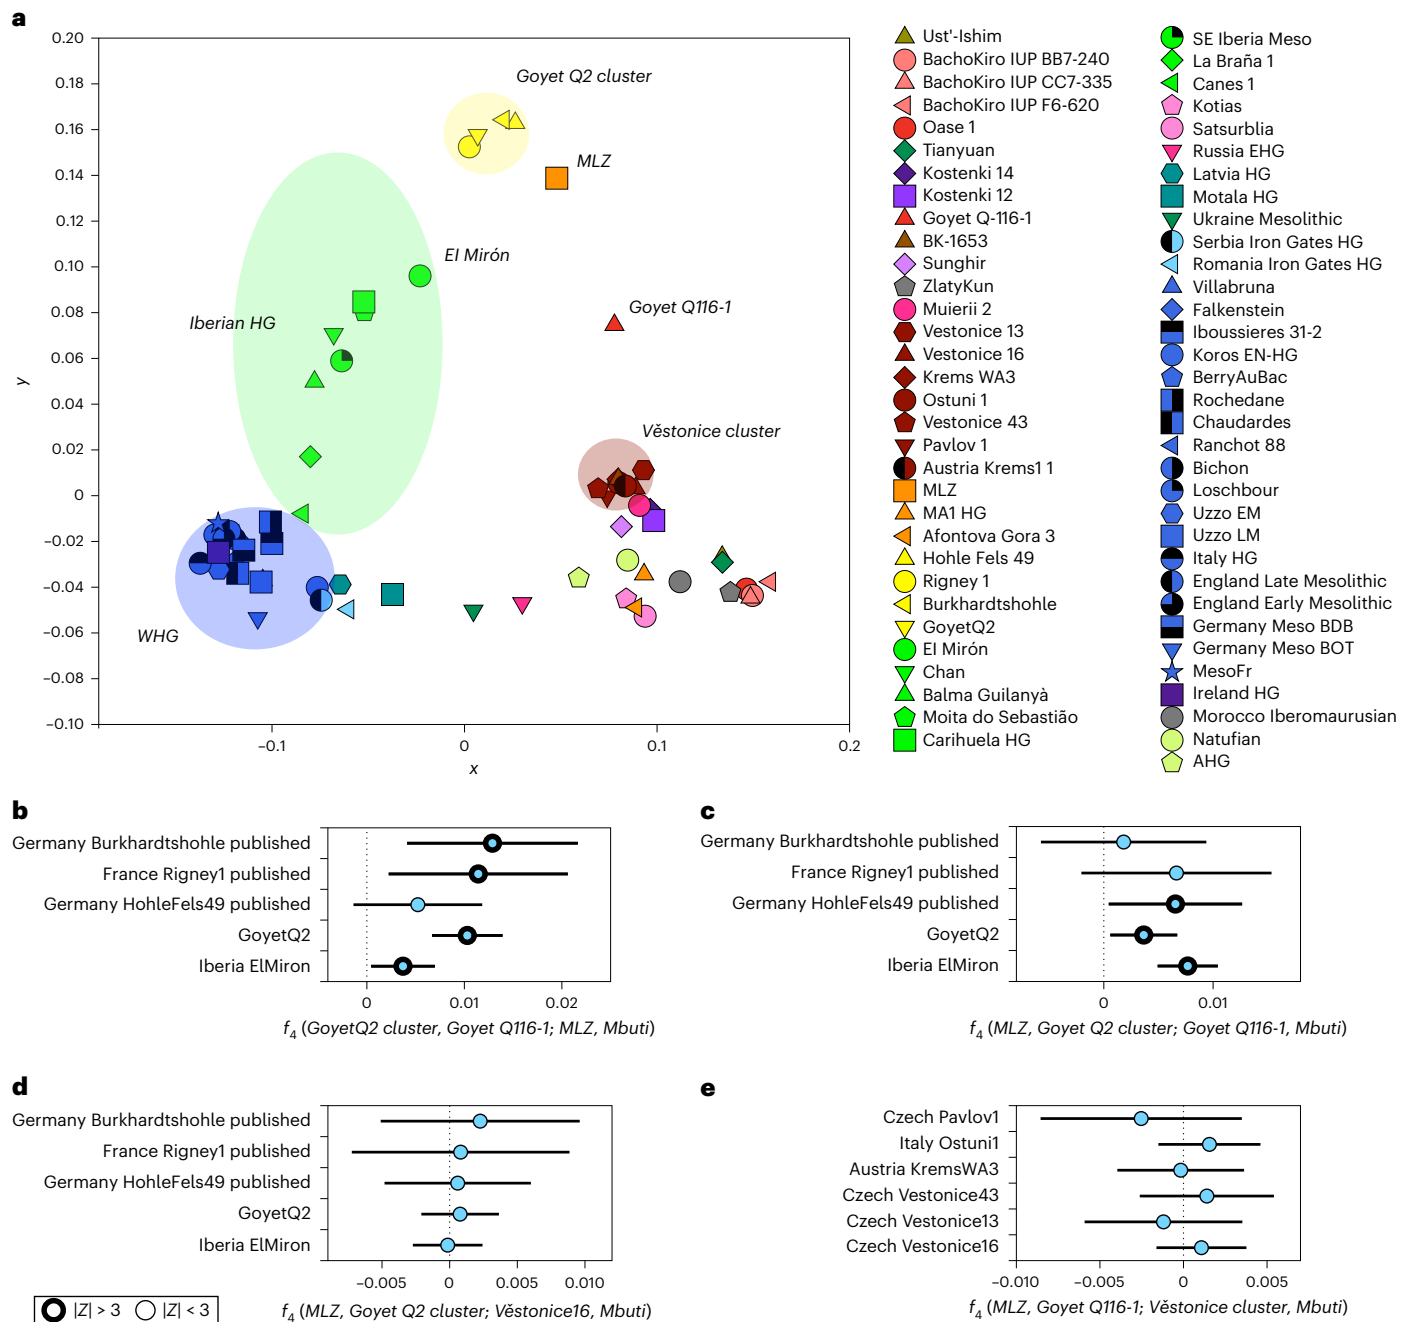 a
0.20
0.18
0.16
0.14
0.12
0.10
0.08
0.06
0.04
0.02
0
−0.02
−0.04
−0.06
−0.08
−0.10
y
−0.1
0
0.1
0.2
x
Goyet Q2 cluster
MLZ
El Mirón
Iberian HG
Goyet Q116-1
Věstonice cluster
WHG
Ust'-Ishim
BachoKiro IUP BB7-240
BachoKiro IUP CC7-335
BachoKiro IUP F6-620
Oase 1
Tianyuan
Kostenki 14
Kostenki 12
Goyet Q-116-1
BK-1653
Sunghir
ZlatyKun
Muierii 2
Vestonice 13
Vestonice 16
Krems WA3
Ostuni 1
Vestonice 43
Pavlov 1
Austria Krems1 1
MLZ
MA1 HG
Afontova Gora 3
Hohle Fels 49
Rigney 1
Burkhardtshohle
GoyetQ2
El Mirón
Chan
Balma Guilanyà
Moita do Sebastião
Carihuela HG
SE Iberia Meso
La Braña 1
Canes 1
Kotias
Satsurblia
Russia EHG
Latvia HG
Motala HG
Ukraine Mesolithic
Serbia Iron Gates HG
Romania Iron Gates HG
Villabruna
Falkenstein
Iboussieres 31-2
Koros EN-HG
BerryAuBac
Rochedane
Chaudardes
Ranchot 88
Bichon
Loschbour
Uzzo EM
Uzzo LM
Italy HG
England Late Mesolithic
England Early Mesolithic
Germany Meso BDB
Germany Meso BOT
MesoFr
Ireland HG
Morocco Iberomaurusian
Natufian
AHG
b
Germany Burkhardtshohle published
France Rigney1 published
Germany HohleFels49 published
GoyetQ2
Iberia ElMiron
0
0.01
0.02
f4 (GoyetQ2 cluster, Goyet Q116-1; MLZ, Mbuti)
c
Germany Burkhardtshohle published
France Rigney1 published
Germany HohleFels49 published
GoyetQ2
Iberia ElMiron
0
0.01
f4 (MLZ, Goyet Q2 cluster; Goyet Q116-1, Mbuti)
d
Germany Burkhardtshohle published
France Rigney1 published
Germany HohleFels49 published
GoyetQ2
Iberia ElMiron
−0.005
0
0.005
0.010
f4 (MLZ, Goyet Q2 cluster; Věstonice16, Mbuti)
|Z| > 3
|Z| < 3
e
Czech Pavlov1
Italy Ostuni1
Austria KremsWA3
Czech Vestonice43
Czech Vestonice13
Czech Vestonice16
−0.010
−0.005
0
0.005
f4 (MLZ, Goyet Q116-1; Věstonice cluster, Mbuti)